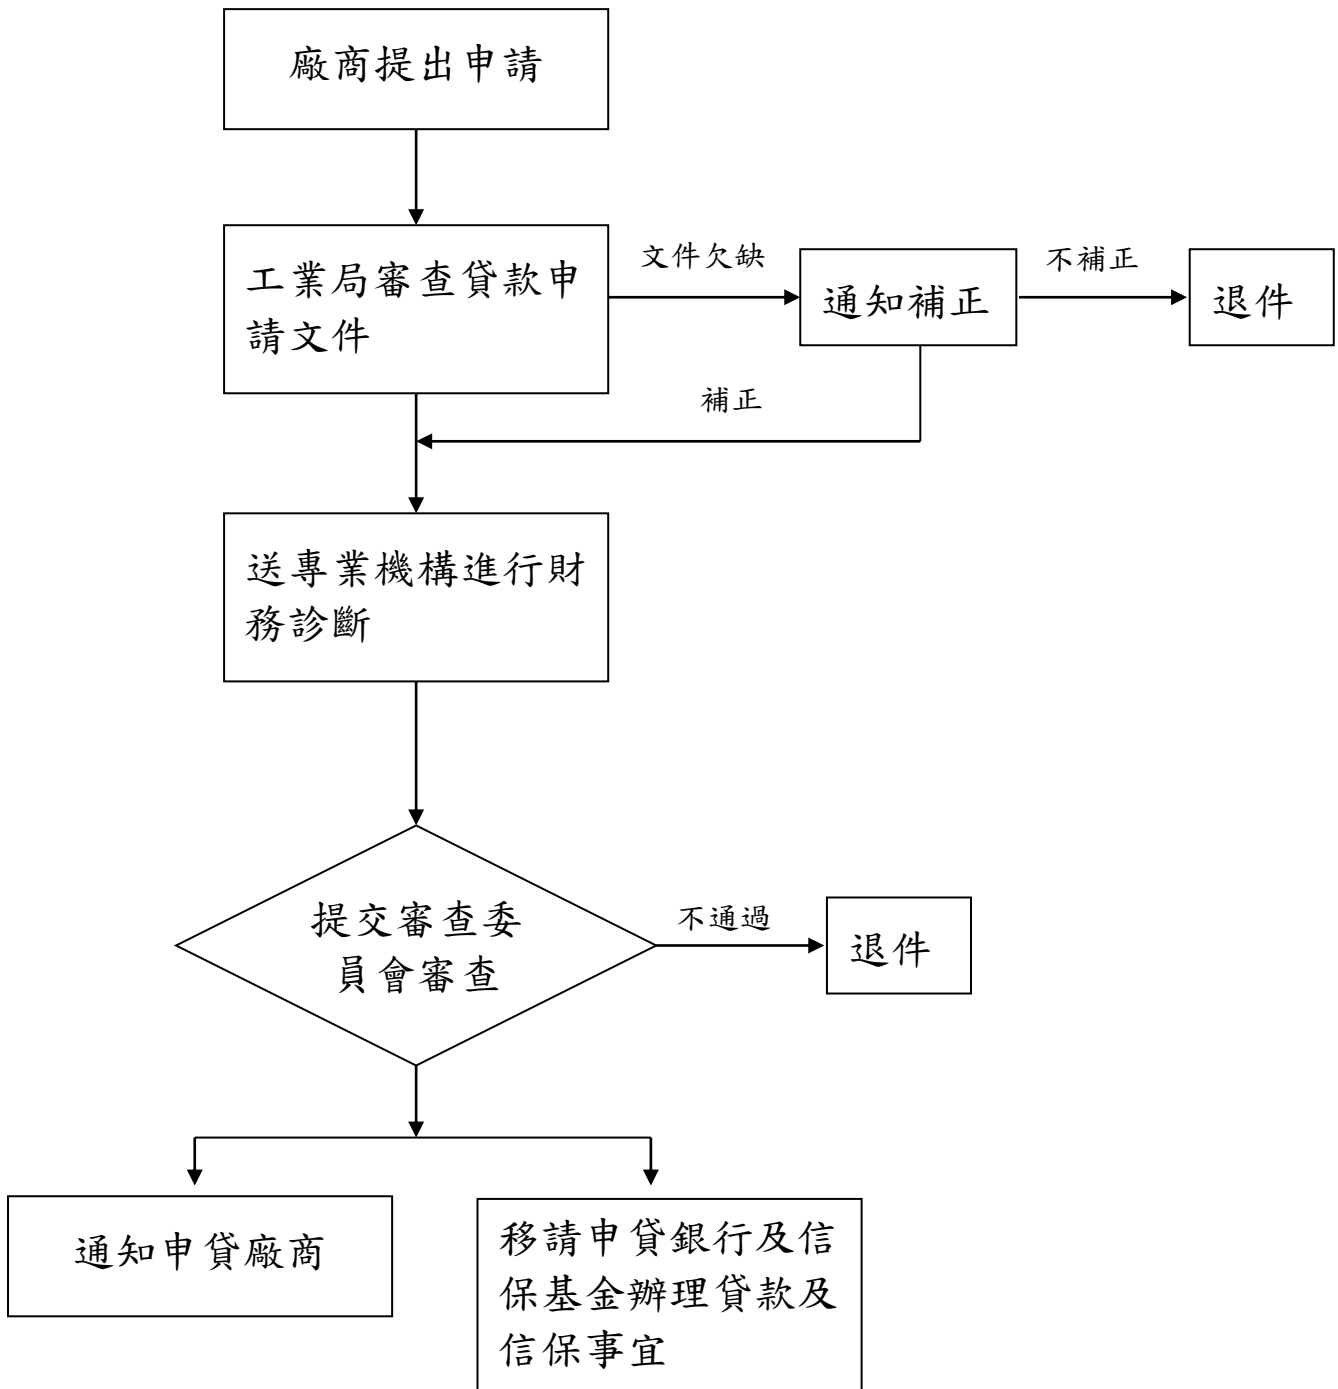 廠商提出申請
工業局審查貸款申
請文件
文件欠缺
通知補正
不補正
退件
補正
送專業機構進行財
務診斷
提交審查委
員會審查
不通過
退件
通知申貸廠商
移請申貸銀行及信
保基金辦理貸款及
信保事宜